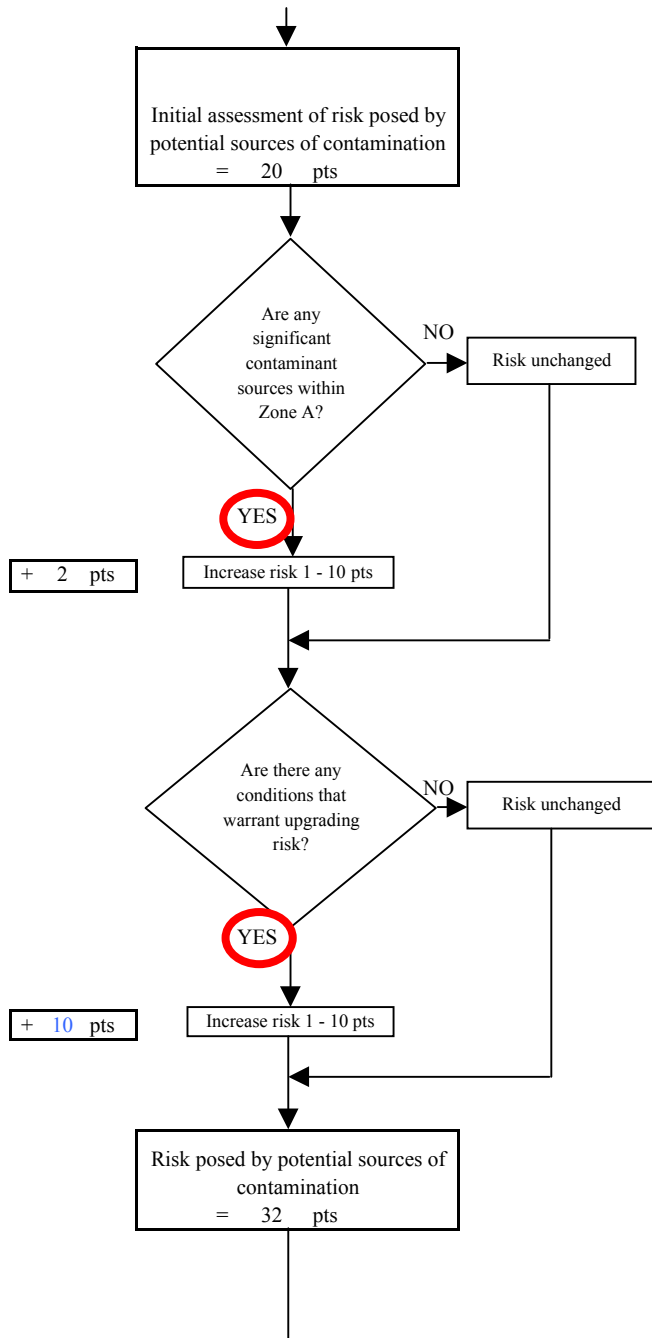 Initial assessment of risk posed by
potential sources of contamination
= 20 pts
Are any
significant
contaminant
sources within
Zone A?
NO
Risk unchanged
YES
+ 2 pts
Increase risk 1 - 10 pts
Are there any
conditions that
warrant upgrading
risk?
NO
Risk unchanged
YES
+ 10 pts
Increase risk 1 - 10 pts
Risk posed by potential sources of
contamination
= 32 pts